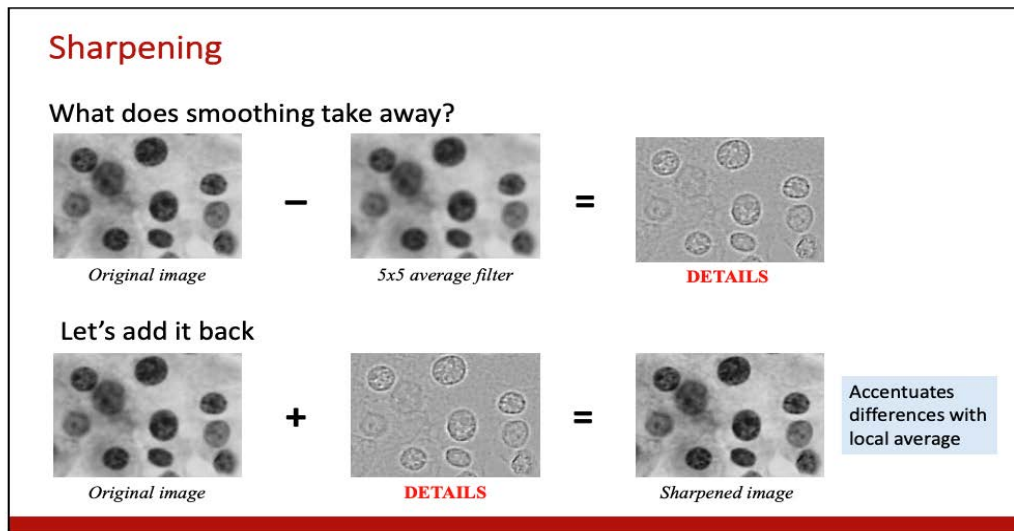 Sharpening
What does smoothing take away?
–
=
Original image
5x5 average filter
DETAILS
Let’s add it back
+
=
Accentuates
differences with
local average
Original image
DETAILS
Sharpened image